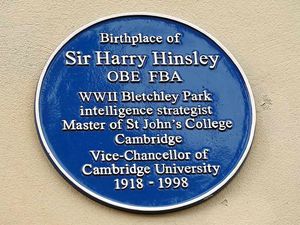 Birthplace of
Sir Harry Hinsley
OBE FBA
WWII Bletchley Park
intelligence strategist
Master of St John's College
Cambridge
Vice-Chancellor of
Cambridge University
1918 - 1998